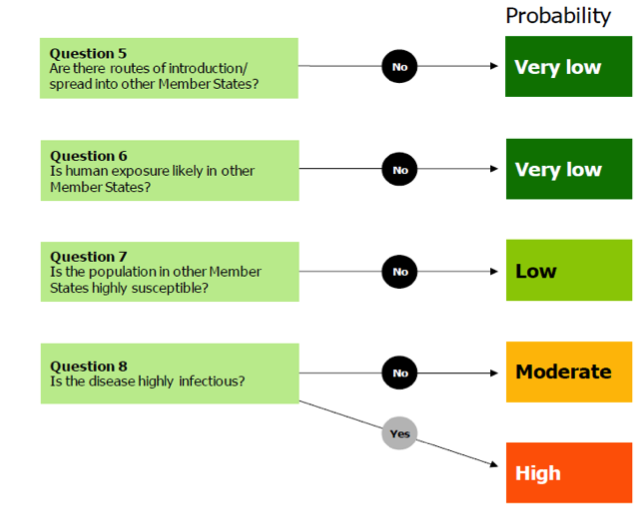 Probability
Question 5
Are there routes of introduction/
spread into other Member States?
No
Very low
Question 6
Is human exposure likely in other
Member States?
No
Very low
Question 7
Is the population in other Member
States highly susceptible?
No
Low
Question 8
Is the disease highly infectious?
No
Moderate
Yes
High